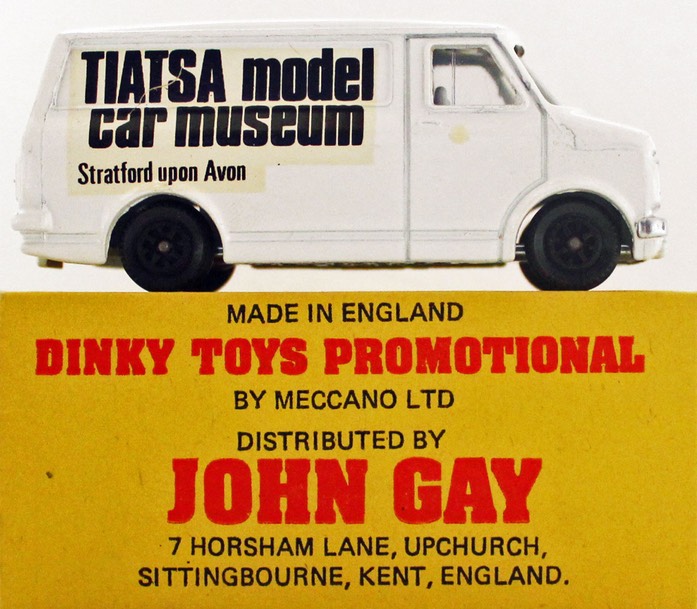 TIATSA model
car museum
Stratford upon Avon
MADE IN ENGLAND
DINKY TOYS PROMOTIONAL
BY MECCANO LTD
DISTRIBUTED BY
JOHN GAY
7 HORSHAM LANE, UPCHURCH,
SITTINGBOURNE, KENT, ENGLAND.